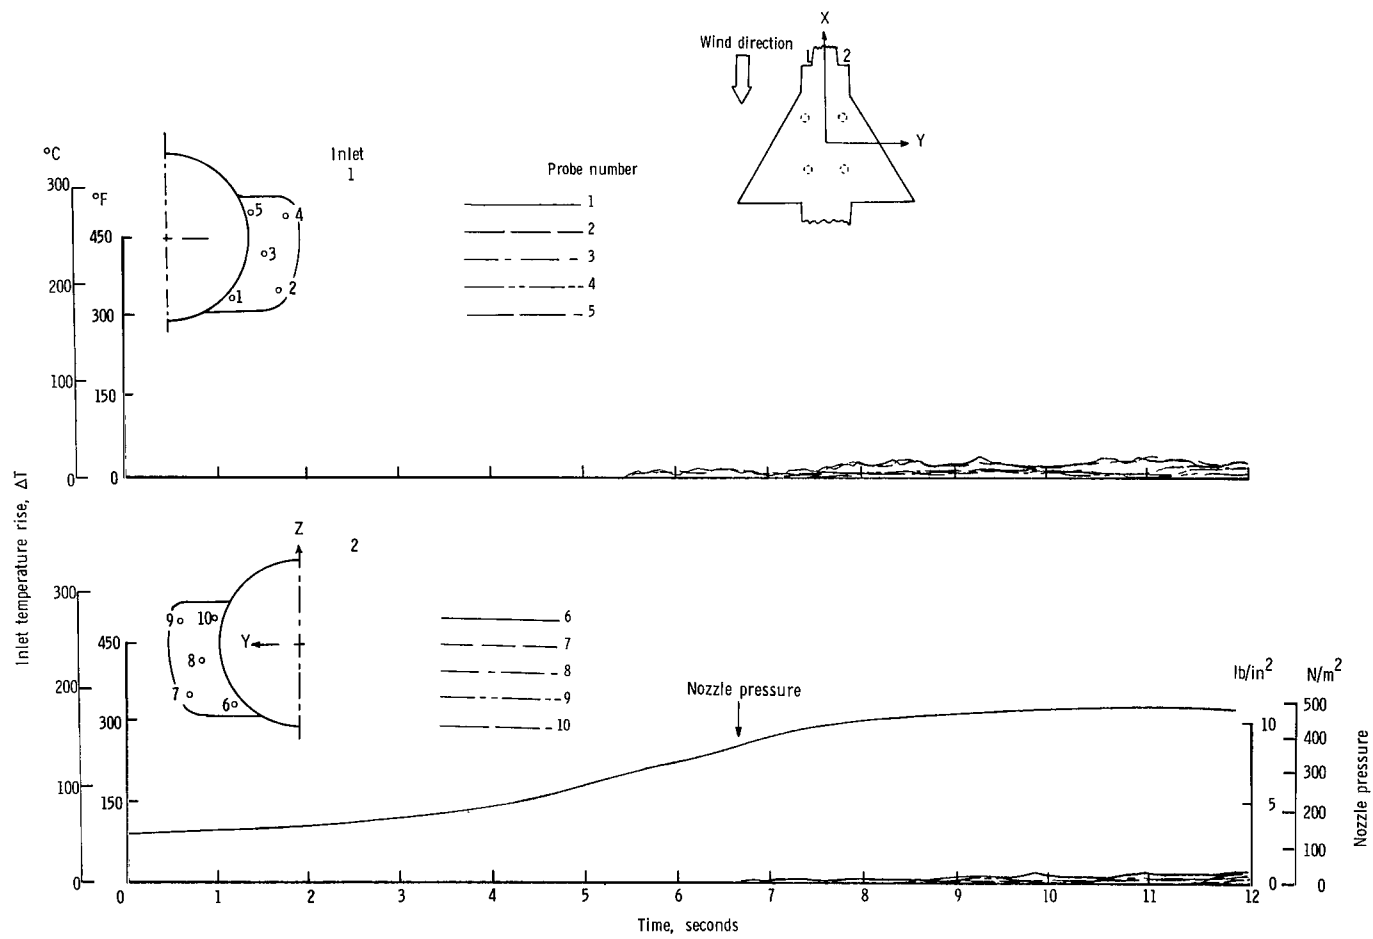 X
Wind direction
1 2
Y
°C
Inlet
1
Probe number
300
°F
450
200
300
100
150
0 0
5 4
3
1 2
1
2
3
4
5
Inlet temperature rise, ΔT
Z
2
300
450
200
300
100
150
0
9 10
Y
8
7 6
6
7
8
9
10
Nozzle pressure
lb/in²
10
5
0
N/m²
500
400
300
200
100
0
Nozzle pressure
0 1 2 3 4 5 6 7 8 9 10 11 12
Time, seconds